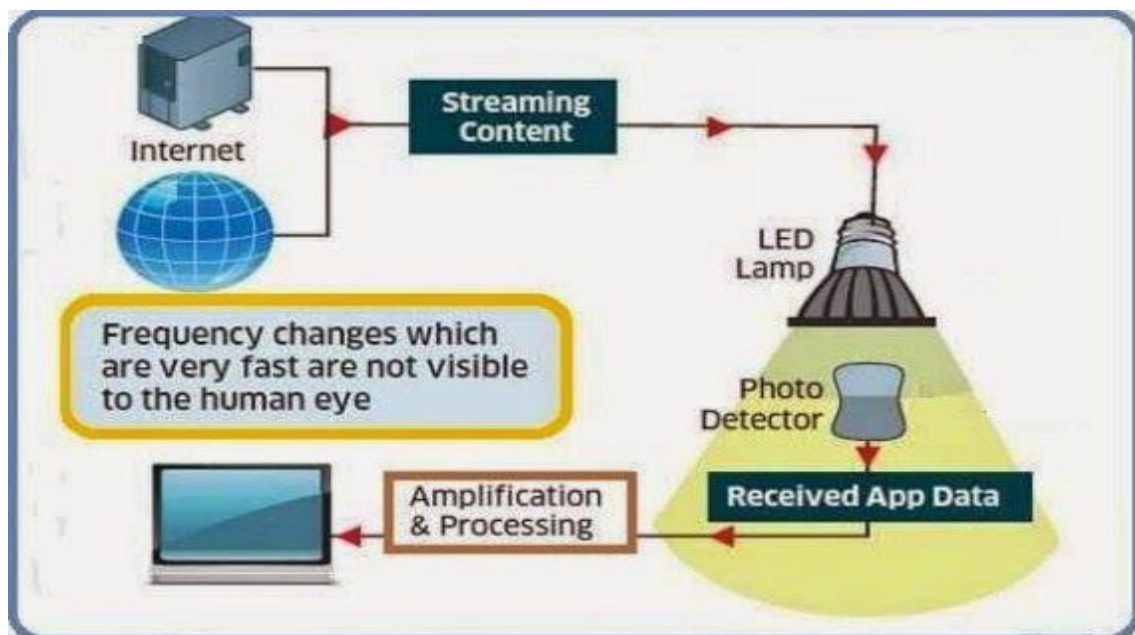 Internet
Streaming
Content
LED
Lamp
Frequency changes which
are very fast are not visible
to the human eye
Photo
Detector
Received App Data
Amplification
& Processing